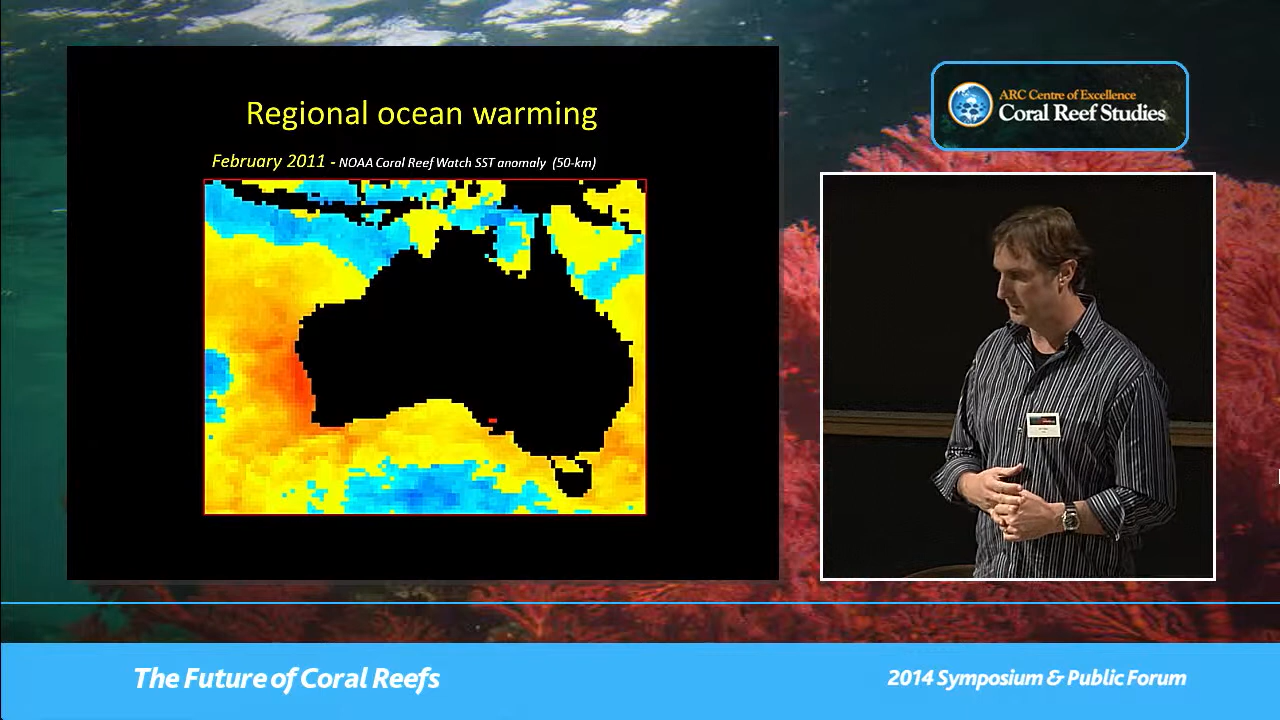 Regional ocean warming
February 2011 - NOAA Coral Reef Watch SST anomaly (50-km)
ARC Centre of Excellence
Coral Reef Studies
The Future of Coral Reefs
2014 Symposium & Public Forum